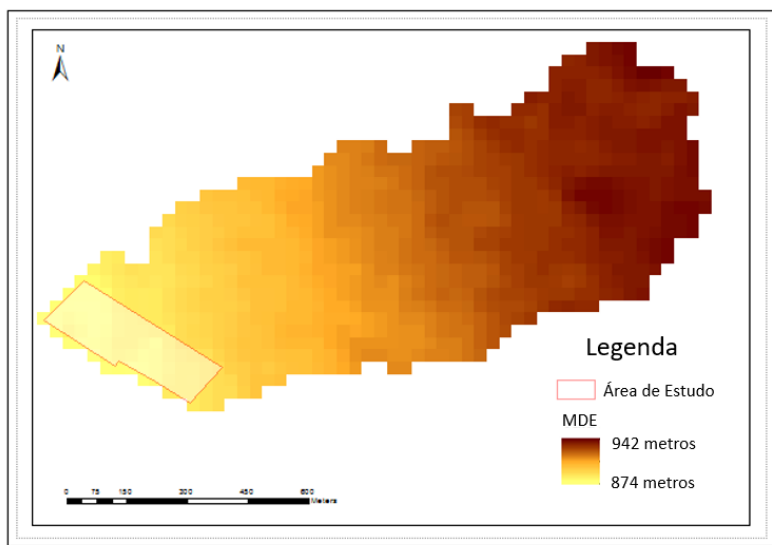 N
Legenda
Área de Estudo
MDE
942 metros
874 metros
0 75 150 300 450 600
Meters